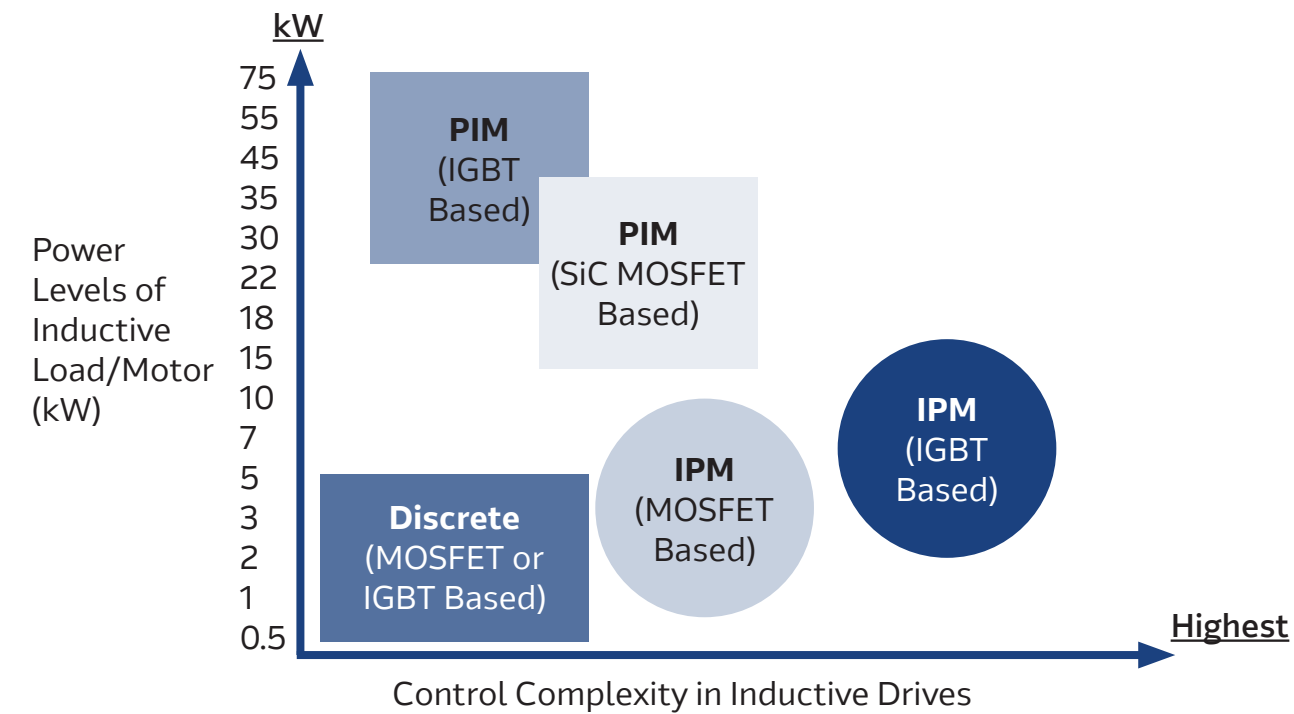 kW
75
55
45
35
30
22
18
15
10
7
5
3
2
1
0.5
Power
Levels of
Inductive
Load/Motor
(kW)
PIM
(IGBT
Based)
PIM
(SiC MOSFET
Based)
IPM
(IGBT
Based)
IPM
(MOSFET
Based)
Discrete
(MOSFET or
IGBT Based)
Highest
Control Complexity in Inductive Drives